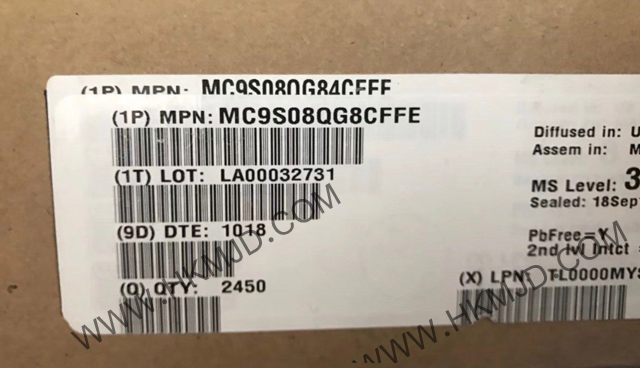 (1P) MPN: MC9S08QG84CFFE
(1P) MPN: MC9S08QG8CFFE
(1T) LOT: LA00032731
(9D) DTE: 1018
(Q) QTY: 2450
Diffused in: U
Assem in: M
MS Level: 3
Sealed: 18Sep
PbFree=K
2nd lvl Intct =
(X) LPN: TL0000MYS
WWW.HKMJD.COM
WWW.HKMJD.COM